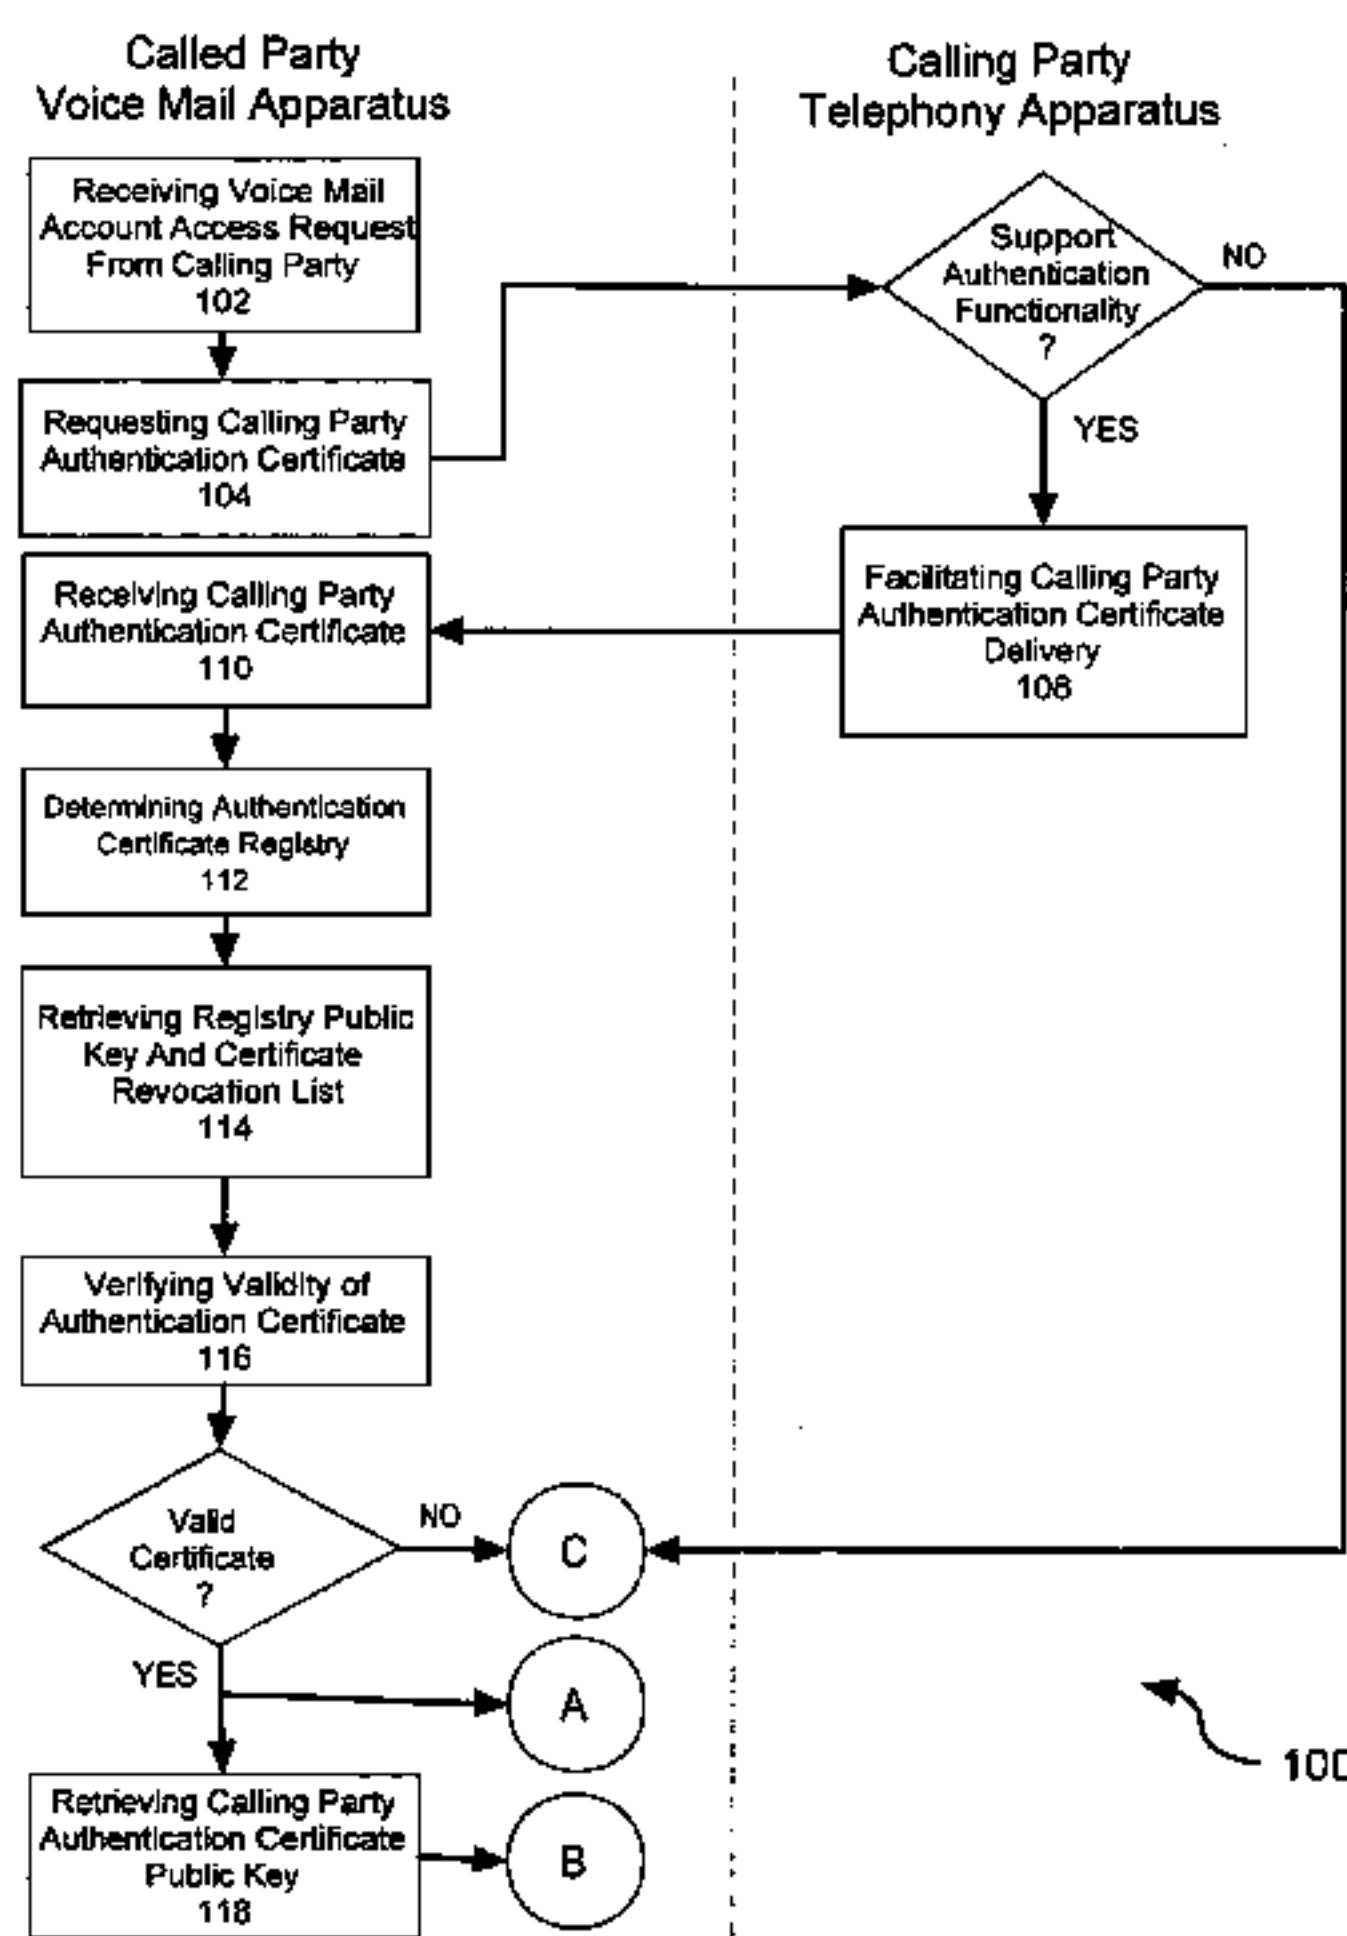 Called Party
Voice Mail Apparatus
Calling Party
Telephony Apparatus
Receiving Voice Mail
Account Access Request
From Calling Party
102
Support
Authentication
Functionality
?
NO
YES
Requesting Calling Party
Authentication Certificate
104
Receiving Calling Party
Authentication Certificate
110
Facilitating Calling Party
Authentication Certificate
Delivery
108
Determining Authentication
Certificate Registry
112
Retrieving Registry Public
Key And Certificate
Revocation List
114
Verifying Validity of
Authentication Certificate
116
Valid
Certificate
?
NO
C
YES
A
100
Retrieving Calling Party
Authentication Certificate
Public Key
118
B